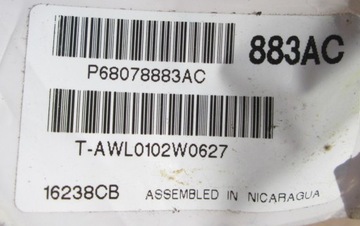 883AC
P68078883AC
T-AWL0102W0627
16238CB ASSEMBLED IN NICARAGUA